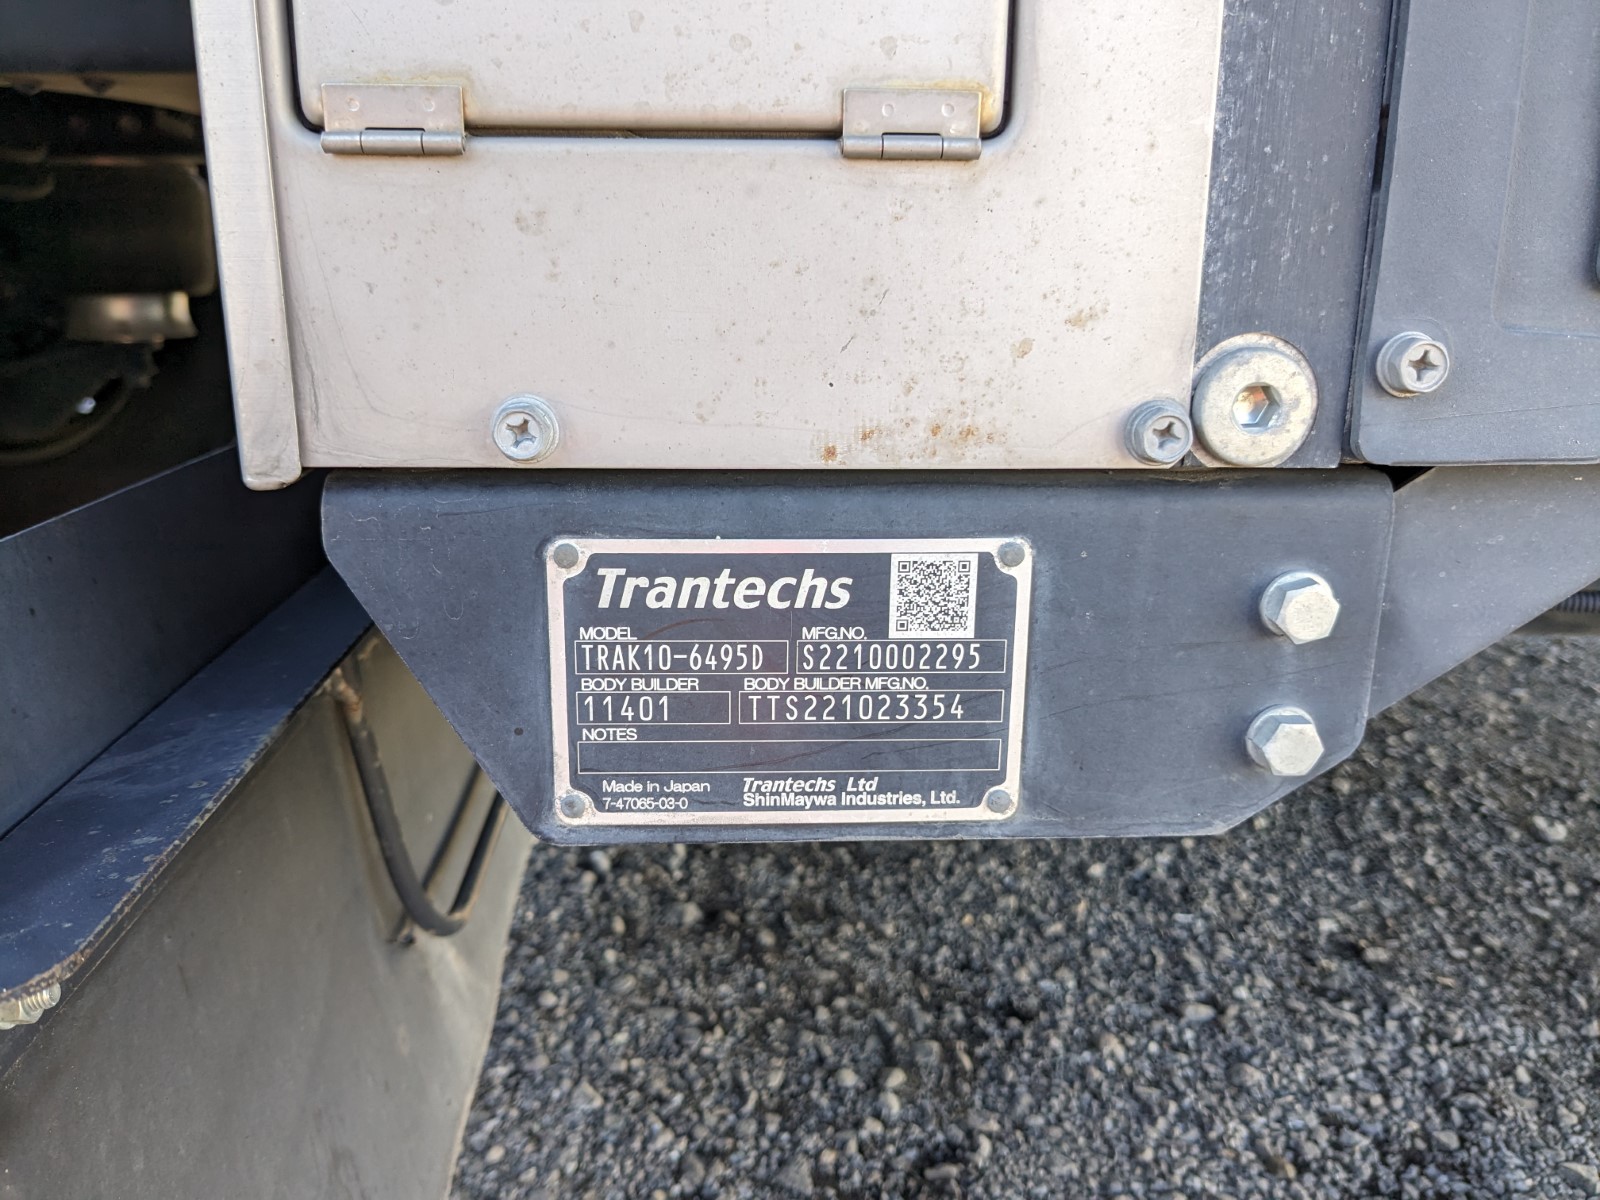 Trantechs
MODEL MFG.NO.
TRAK10-6495D S2210002295
BODY BUILDER BODY BUILDER MFG.NO.
11401 TTS221023354
NOTES
Made in Japan Trantechs Ltd
7-47065-03-0 ShinMaywa Industries, Ltd.